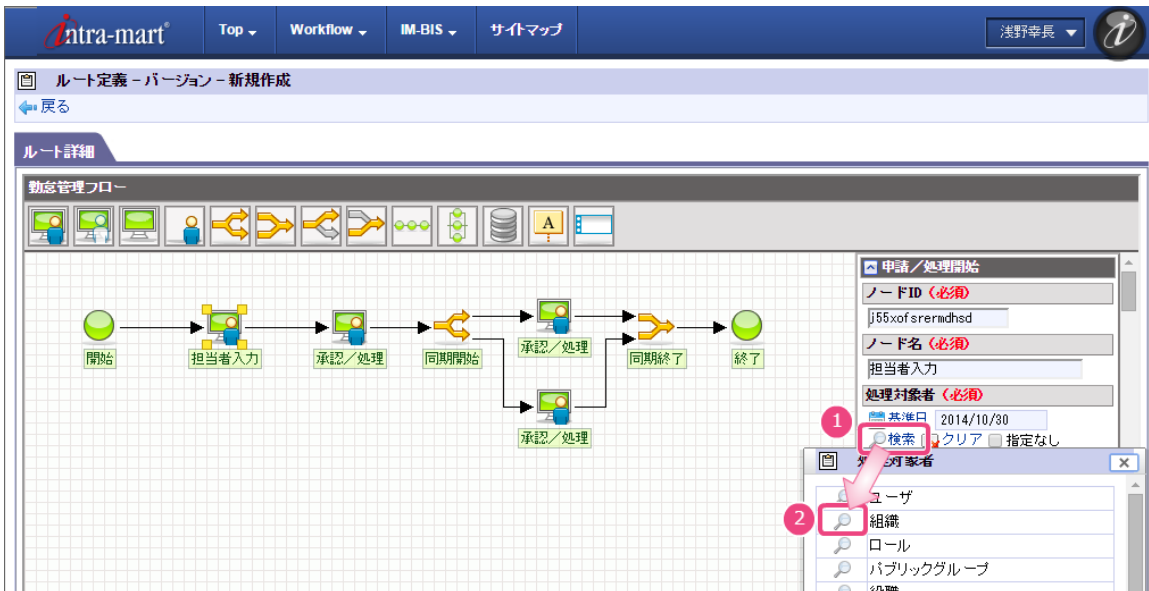 intra-mart® Top Workflow IM-BIS サイトマップ 浅野幸長
ルート定義 - バージョン - 新規作成
戻る
ルート詳細
勤怠管理フロー
A
申請/処理開始
ノードID (必須)
j55xofsrermdhsd
ノード名 (必須)
担当者入力
処理対象者 (必須)
基準日 2014/10/30
1 検索 クリア 指定なし
開始 担当者入力 承認/処理 同期開始 承認/処理 同期終了 終了
承認/処理
処理対象者
ユーザ
2 組織
ロール
パブリックグループ
役職